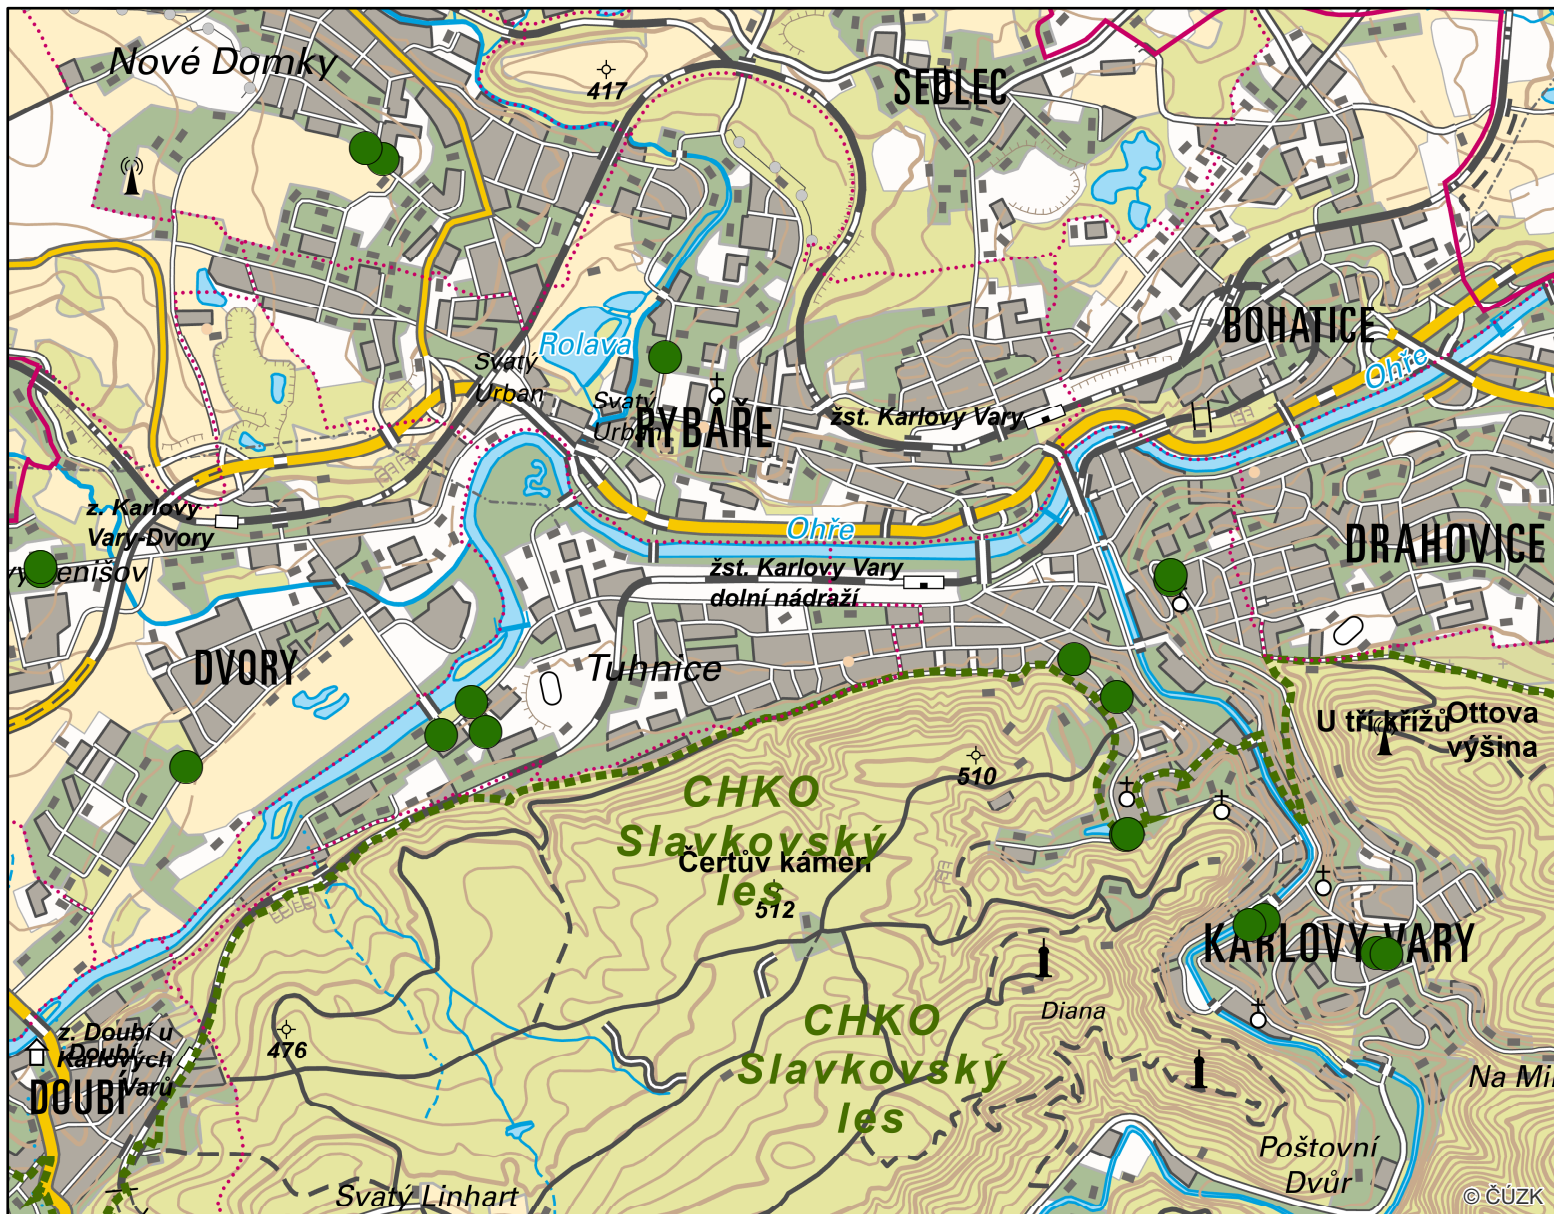 Nové Domky
417
SEDLEC
Rolava
Svatý
Urban
Svatý
Urban
RYBÁŘE
žst. Karlovy Vary
BOHATICE
Ohře
z. Karlovy
Vary-Dvory
Ohře
DRAHOVICE
žst. Karlovy Vary
dolní nádraží
DVORY
Tuhnice
U tří křížů
Ottova
výšina
510
CHKO
Slavkovský
les
Čertův kámen
512
KARLOVY VARY
Diana
CHKO
Slavkovský
les
476
z. Doubí u
Karlových
Varů
Doubí
DOUBÍ
Na Mil
Poštovní
Dvůr
Svatý Linhart
© ČÚZK